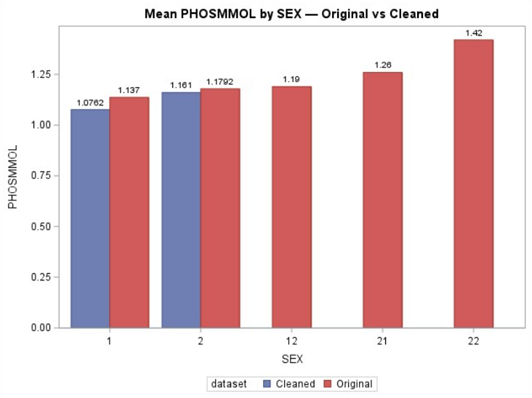 Mean PHOSMMOL by SEX — Original vs Cleaned
1.42
1.26
1.19
1.161
1.1792
1.0762
1.137
1.25
1.00
0.75
0.50
0.25
0.00
PHOSMMOL
1 2 12 21 22
SEX
dataset Cleaned Original